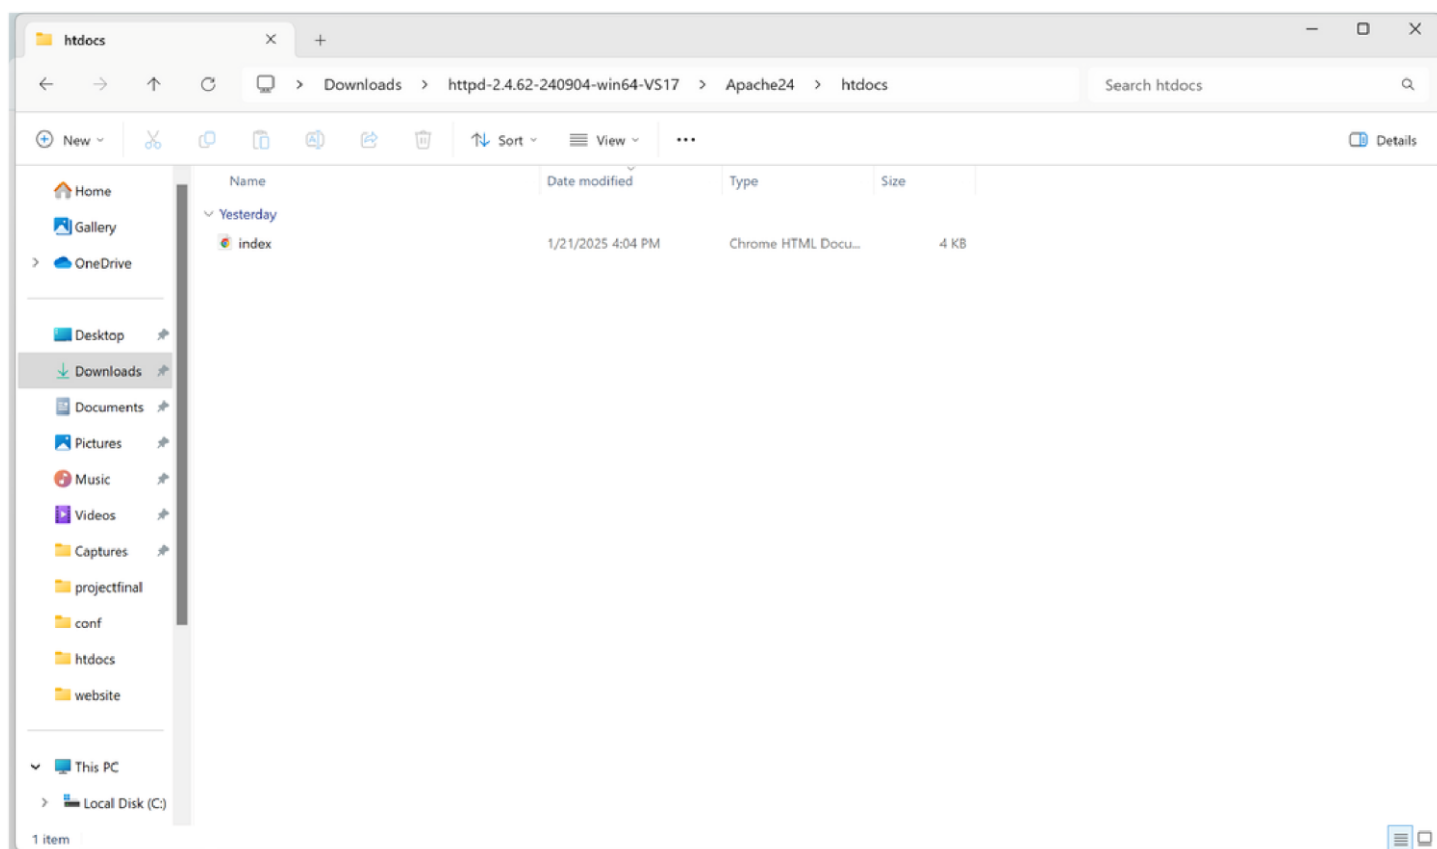 htdocs
Downloads > httpd-2.4.62-240904-win64-VS17 > Apache24 > htdocs
Search htdocs
New
Sort
View
Details
Home
Gallery
OneDrive
Desktop
Downloads
Documents
Pictures
Music
Videos
Captures
projectfinal
conf
htdocs
website
This PC
Local Disk (C:)
Name Date modified Type Size
Yesterday
index 1/21/2025 4:04 PM Chrome HTML Docu... 4 KB
1 item